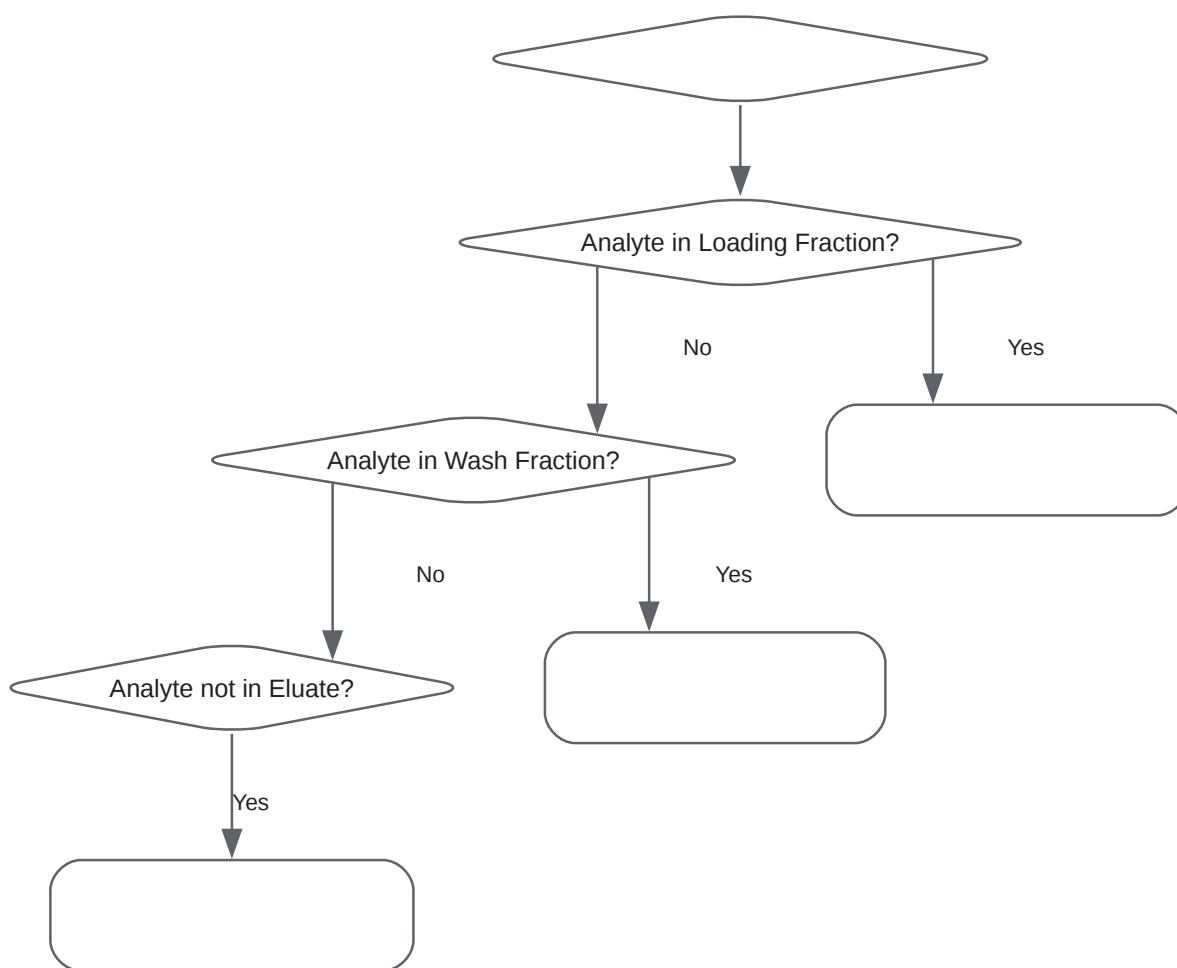 Analyte in Loading Fraction?
No
Yes
Analyte in Wash Fraction?
No
Yes
Analyte not in Eluate?
Yes